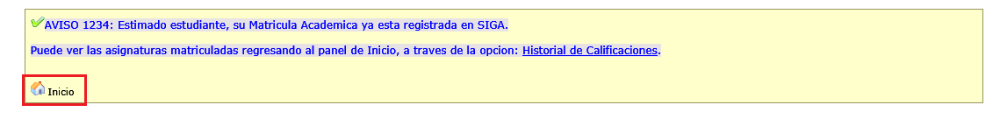 AVISO 1234: Estimado estudiante, su Matricula Academica ya esta registrada en SIGA.
Puede ver las asignaturas matriculadas regresando al panel de Inicio, a traves de la opcion: Historial de Calificaciones.
Inicio